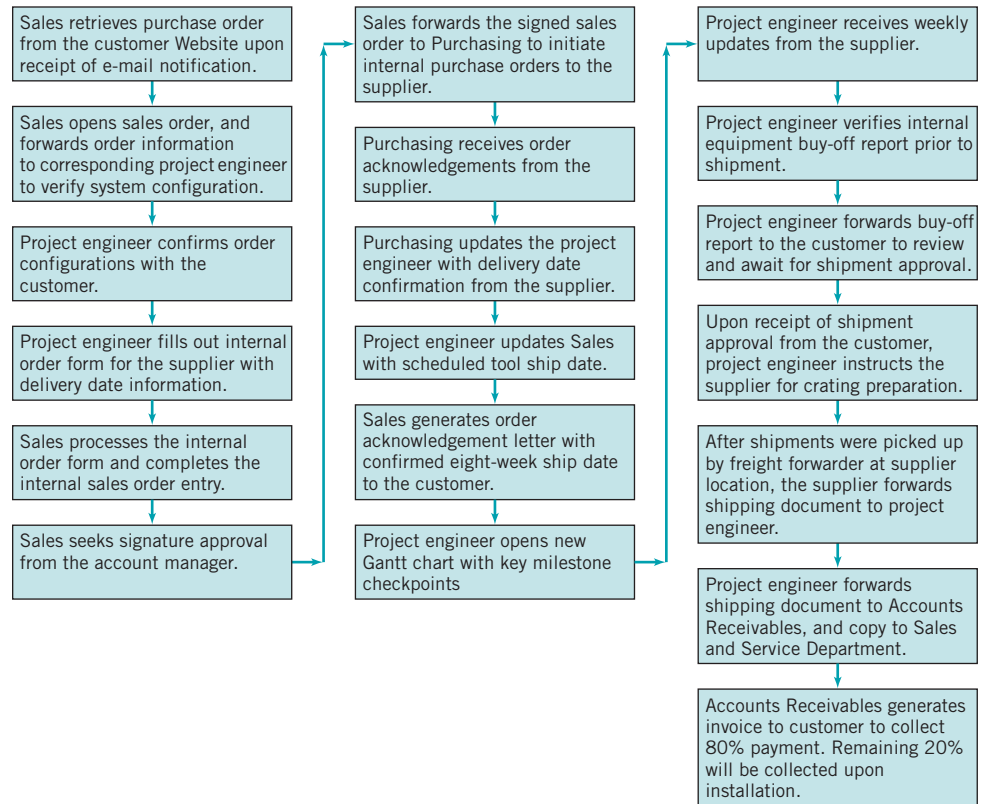 Sales retrieves purchase order
from the customer Website upon
receipt of e-mail notification.
Sales opens sales order, and
forwards order information
to corresponding project engineer
to verify system configuration.
Project engineer confirms order
configurations with the
customer.
Project engineer fills out internal
order form for the supplier with
delivery date information.
Sales processes the internal
order form and completes the
internal sales order entry.
Sales seeks signature approval
from the account manager.
Sales forwards the signed sales
order to Purchasing to initiate
internal purchase orders to the
supplier.
Purchasing receives order
acknowledgements from the
supplier.
Purchasing updates the project
engineer with delivery date
confirmation from the supplier.
Project engineer updates Sales
with scheduled tool ship date.
Sales generates order
acknowledgement letter with
confirmed eight-week ship date
to the customer.
Project engineer opens new
Gantt chart with key milestone
checkpoints
Project engineer receives weekly
updates from the supplier.
Project engineer verifies internal
equipment buy-off report prior to
shipment.
Project engineer forwards buy-off
report to the customer to review
and await for shipment approval.
Upon receipt of shipment
approval from the customer,
project engineer instructs the
supplier for crating preparation.
After shipments were picked up
by freight forwarder at supplier
location, the supplier forwards
shipping document to project
engineer.
Project engineer forwards
shipping document to Accounts
Receivables, and copy to Sales
and Service Department.
Accounts Receivables generates
invoice to customer to collect
80% payment. Remaining 20%
will be collected upon
installation.